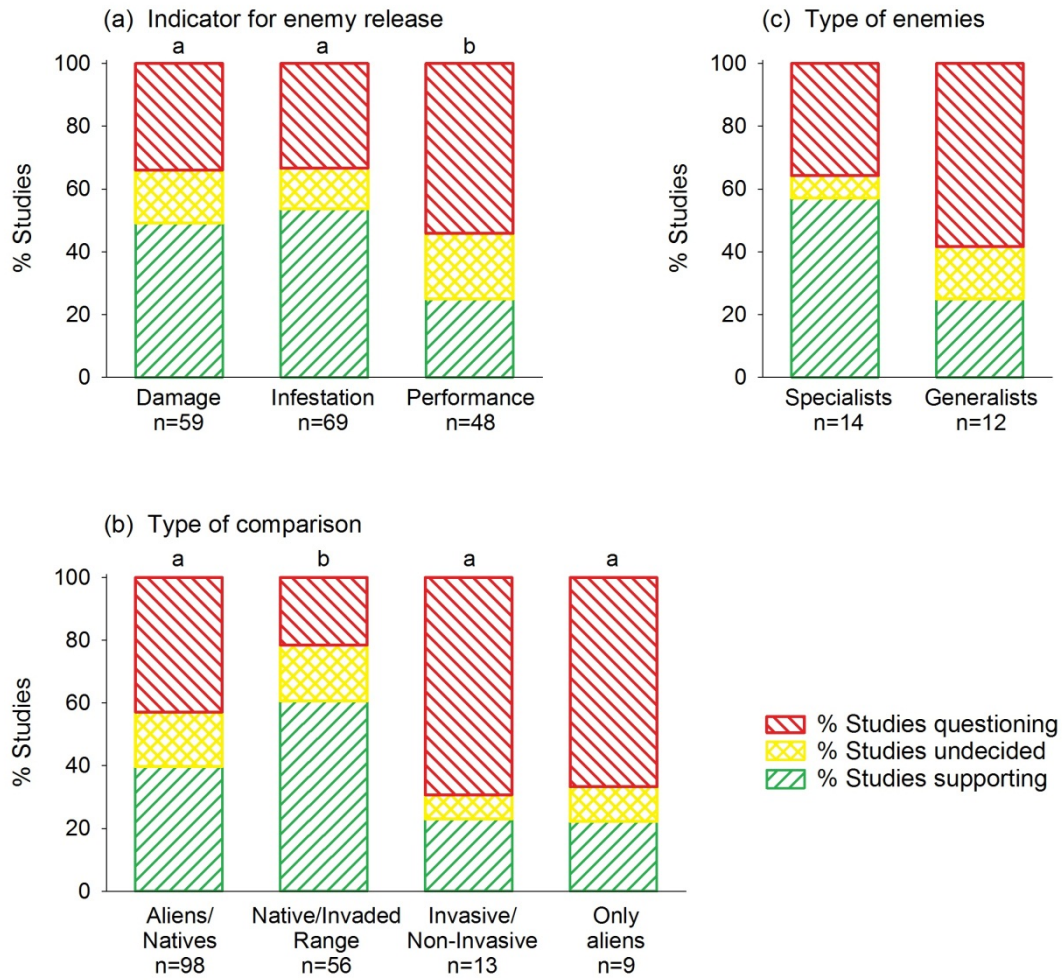 (a) Indicator for enemy release
a a b
100
80
60
40
20
0
% Studies
Damage Infestation Performance
n=59 n=69 n=48
(c) Type of enemies
100
80
60
40
20
0
% Studies
Specialists Generalists
n=14 n=12
(b) Type of comparison
a b a a
100
80
60
40
20
0
% Studies
Aliens/ Native/Invaded Invasive/ Only
Natives Range Non-Invasive aliens
n=98 n=56 n=13 n=9
% Studies questioning
% Studies undecided
% Studies supporting